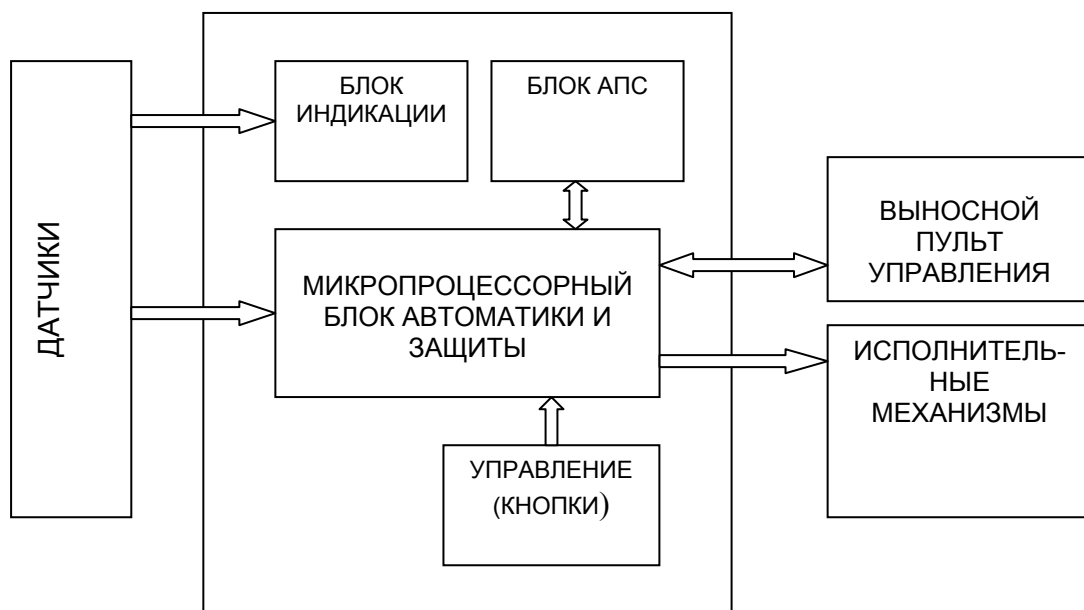 ДАТЧИКИ
БЛОК
ИНДИКАЦИИ
БЛОК АПС
МИКРОПРОЦЕССОРНЫЙ
БЛОК АВТОМАТИКИ И
ЗАЩИТЫ
УПРАВЛЕНИЕ
(КНОПКИ)
ВЫНОСНОЙ
ПУЛЬТ
УПРАВЛЕНИЯ
ИСПОЛНИТЕЛЬ-
НЫЕ
МЕХАНИЗМЫ